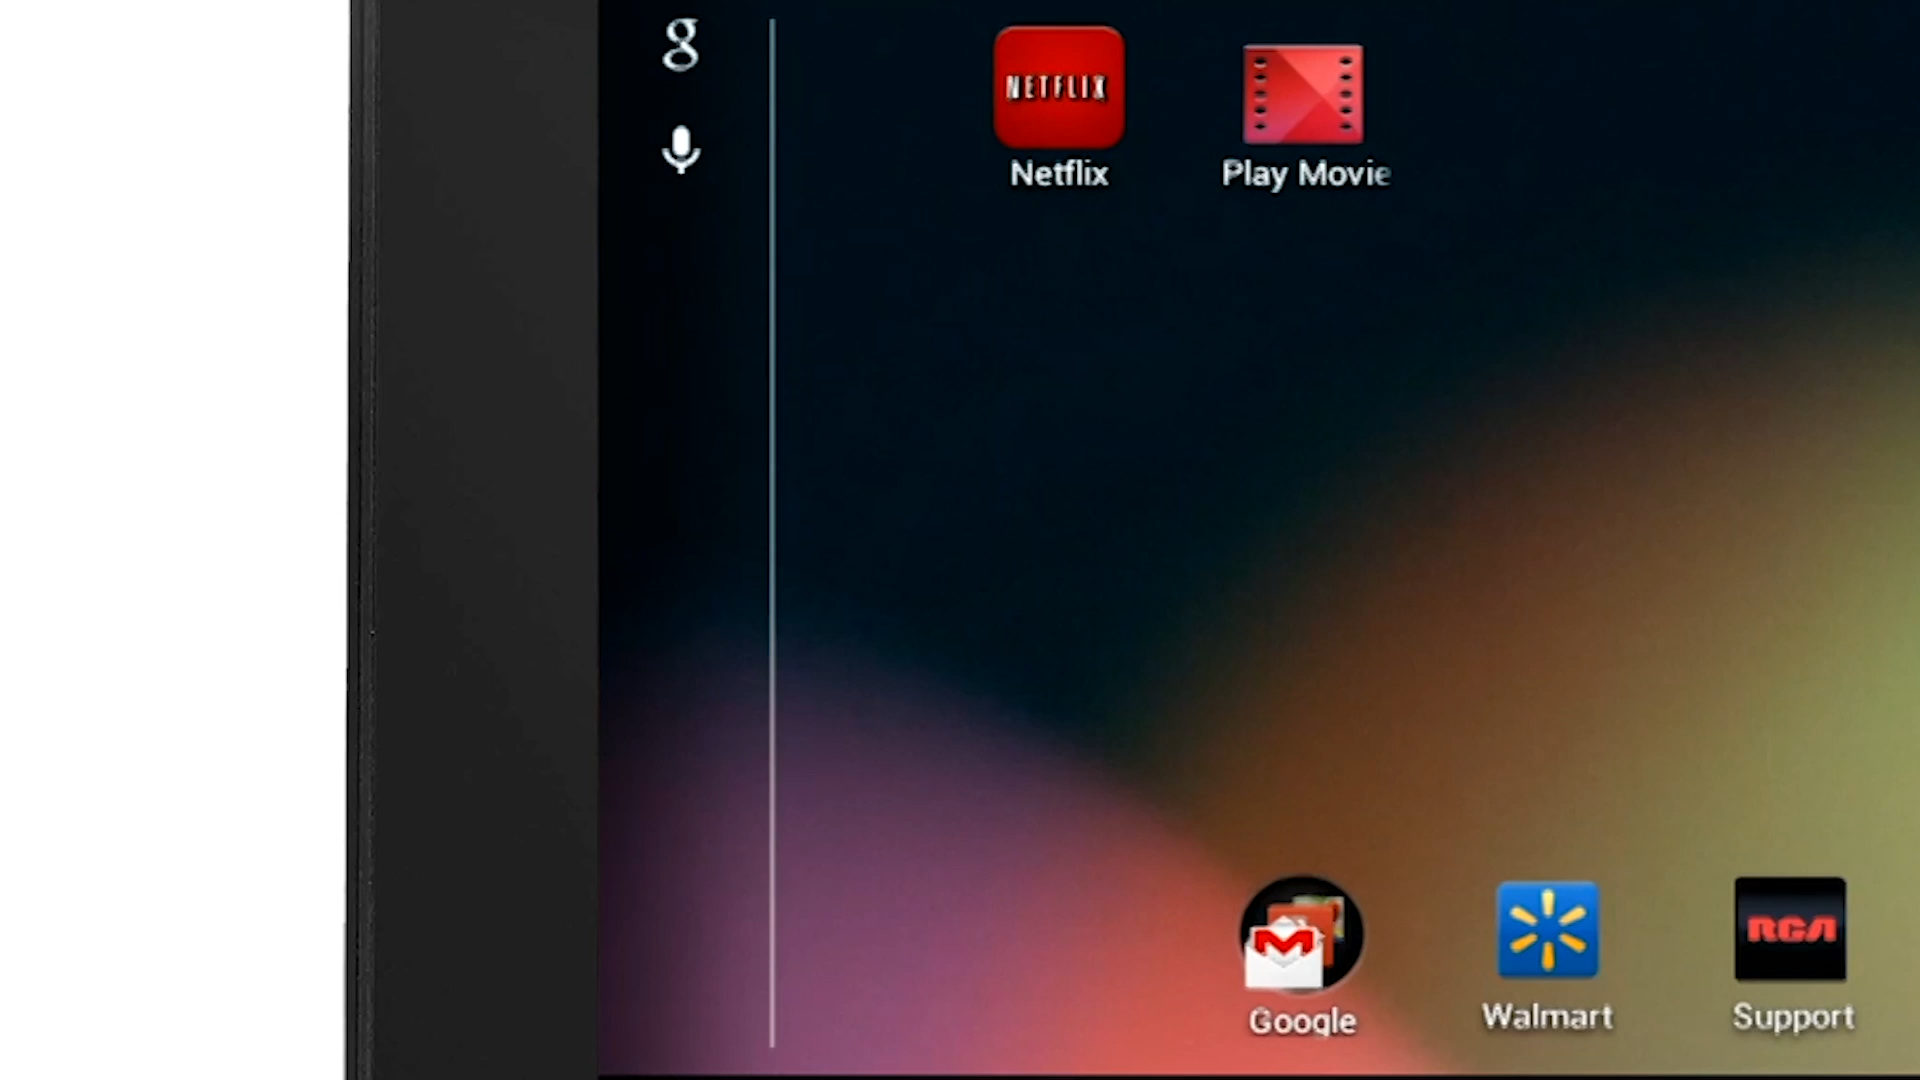 g
NETFLIX
Netflix
Play Movie
Google
Walmart
RCA
Support